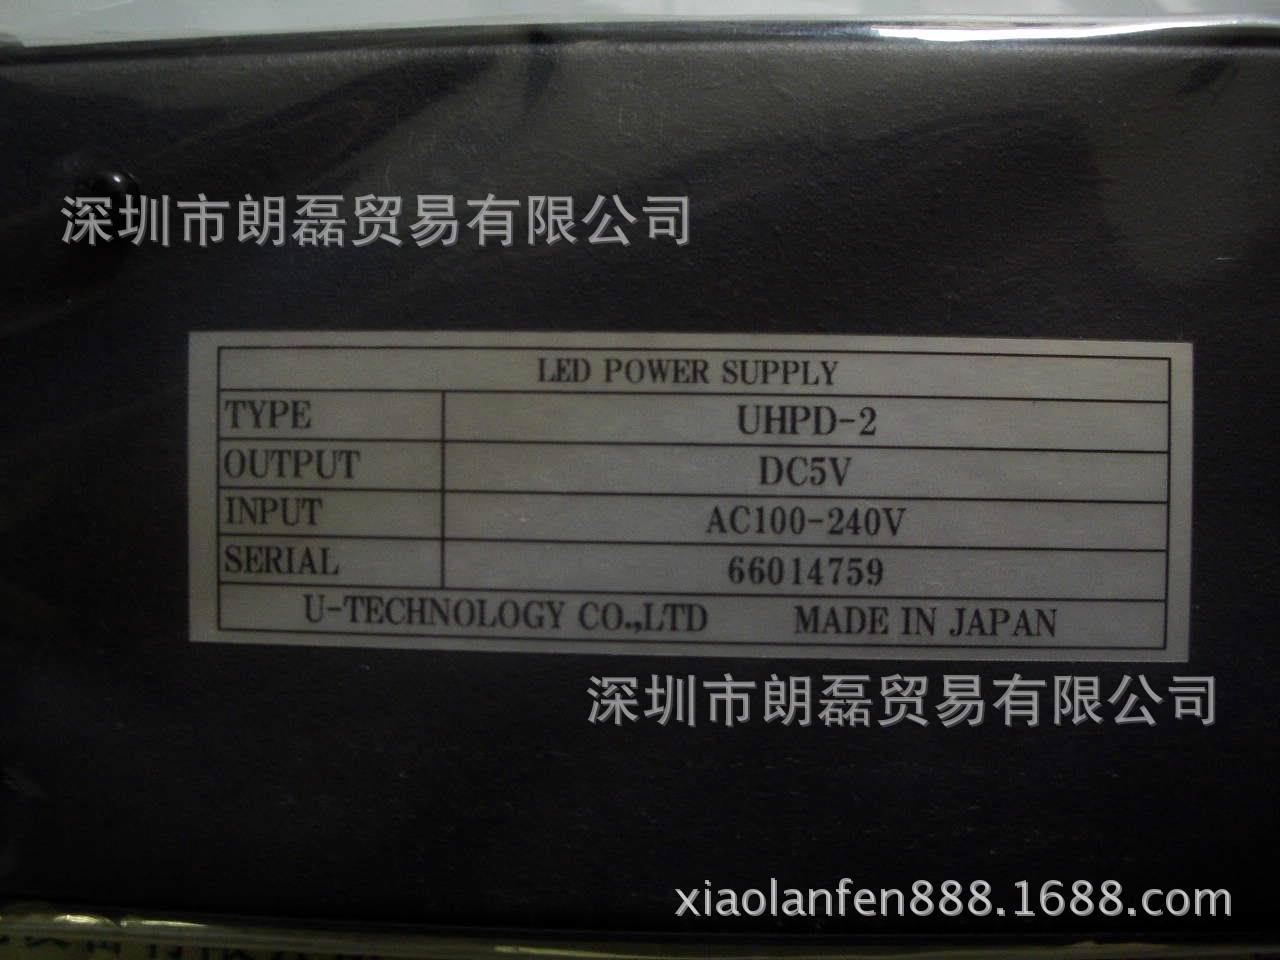 深圳市朗磊贸易有限公司
LED POWER SUPPLY
TYPE UHPD-2
OUTPUT DC5V
INPUT AC100-240V
SERIAL 66014759
U-TECHNOLOGY CO.,LTD MADE IN JAPAN
深圳市朗磊贸易有限公司
xiaolanfen888.1688.com